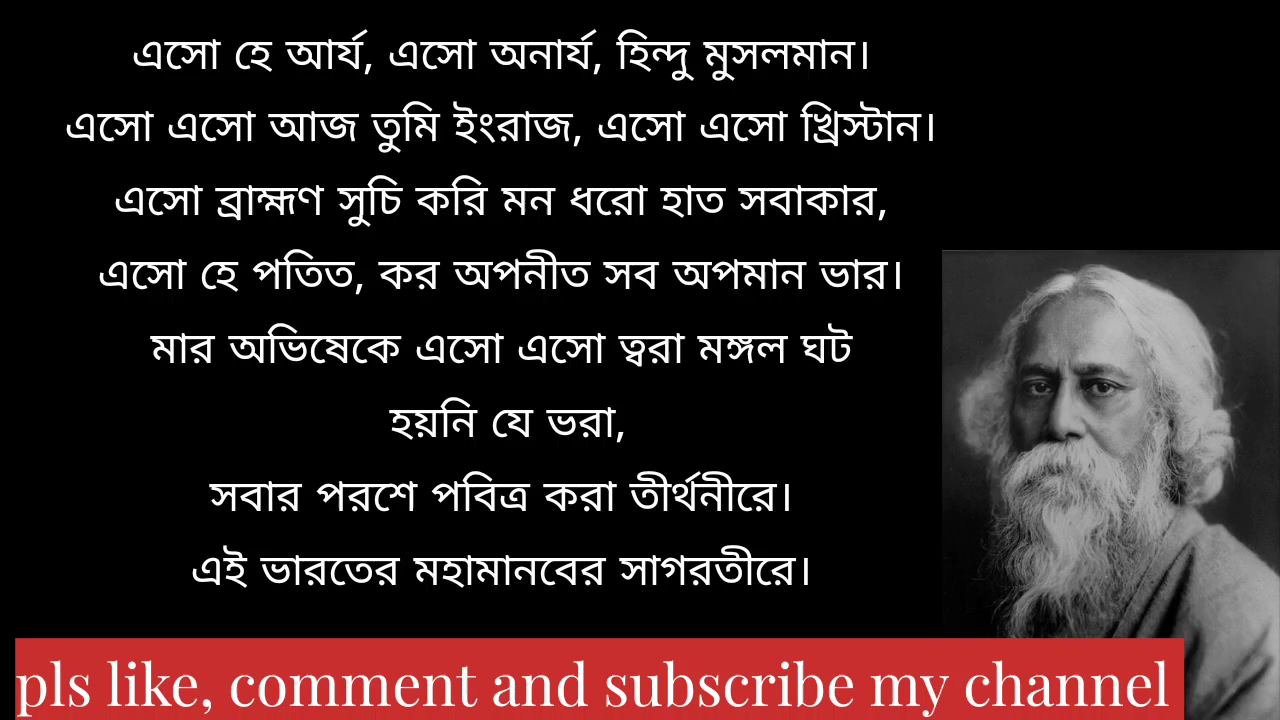 এসো হে আর্য, এসো অনার্য, হিন্দু মুসলমান।
এসো এসো আজ তুমি ইংরাজ, এসো এসো খ্রিস্টান।
এসো ব্রাহ্মণ সুচি করি মন ধরো হাত সবাকার,
এসো হে পতিত, কর অপনীত সব অপমান ভার।
মার অভিষেকে এসো এসো ত্বরা মঙ্গল ঘট
হয়নি যে ভরা,
সবার পরশে পবিত্র করা তীর্থনীরে।
এই ভারতের মহামানবের সাগরতীরে।
pls like, comment and subscribe my channel